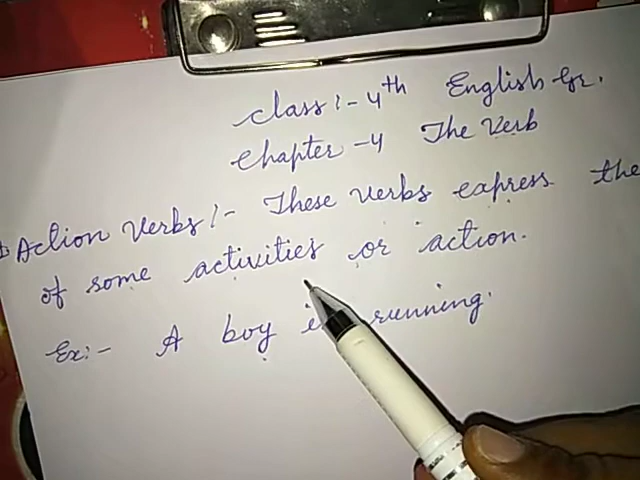 Class:- 4th English Gr.
Chapter -4 The Verb
Action Verbs:- These verbs express the
of some activities or action.
Ex:- A boy is running.